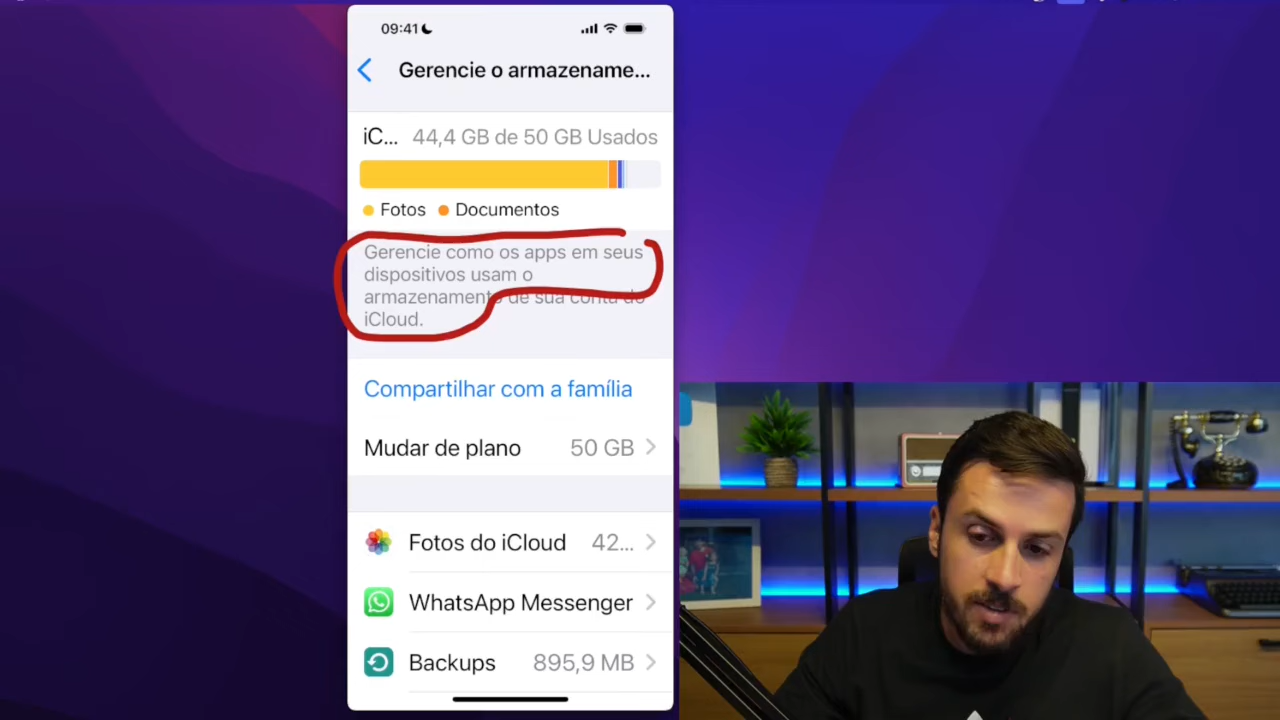 09:41
Gerencie o armazename...
iC... 44,4 GB de 50 GB Usados
Fotos Documentos
Gerencie como os apps em seus
dispositivos usam o
armazenamento de sua conta do
iCloud.
Compartilhar com a família
Mudar de plano 50 GB
Fotos do iCloud 42...
WhatsApp Messenger
Backups 895,9 MB